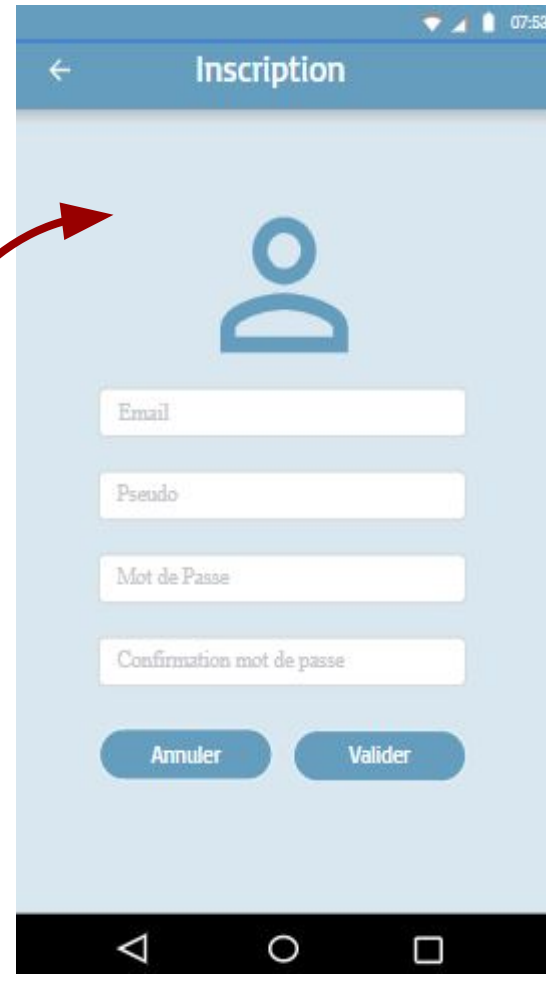 07:53
Inscription
Email
Pseudo
Mot de Passe
Confirmation mot de passe
Annuler
Valider